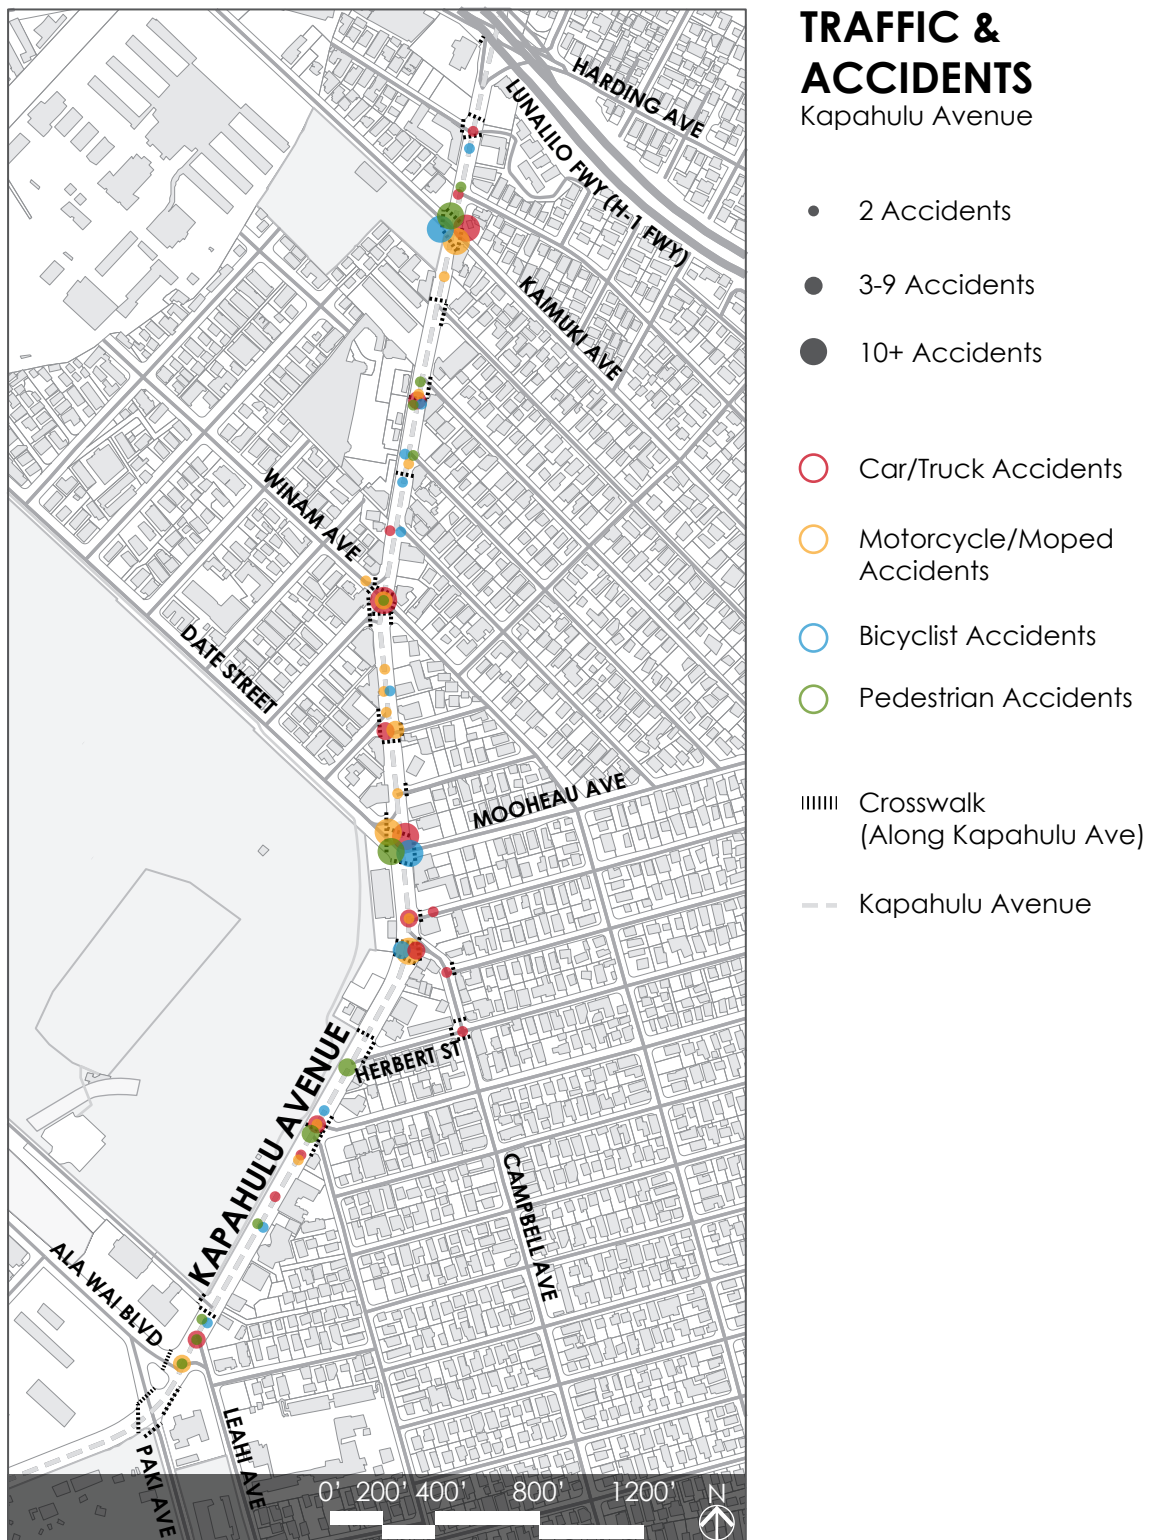 TRAFFIC &
ACCIDENTS
Kapahulu Avenue
2 Accidents
3-9 Accidents
10+ Accidents
Car/Truck Accidents
Motorcycle/Moped
Accidents
Bicyclist Accidents
Pedestrian Accidents
Crosswalk
(Along Kapahulu Ave)
Kapahulu Avenue
HARDING AVE
LUNALILO FWY (H-1 FWY)
KAIMUKI AVE
WINAM AVE
DATE STREET
MOOHEAU AVE
KAPAHULU AVENUE
HERBERT ST
CAMPBELL AVE
ALA WAI BLVD
LEAHI AVE
PAKI AVE
0' 200' 400' 800' 1200' N